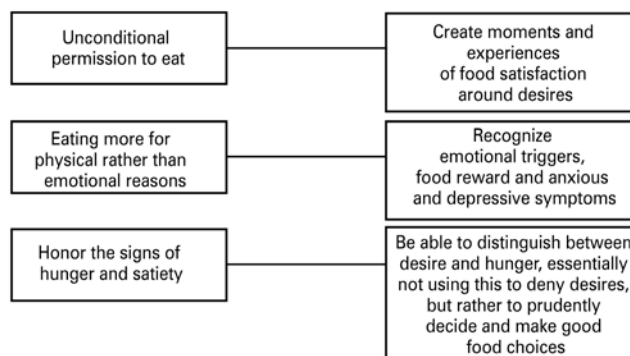 Unconditional
permission to eat
Create moments and
experiences
of food satisfaction
around desires
Eating more for
physical rather than
emotional reasons
Recognize
emotional triggers,
food reward and anxious
and depressive symptoms
Honor the signs of
hunger and satiety
Be able to distinguish between
desire and hunger, essentially
not using this to deny desires,
but rather to prudently
decide and make good
food choices